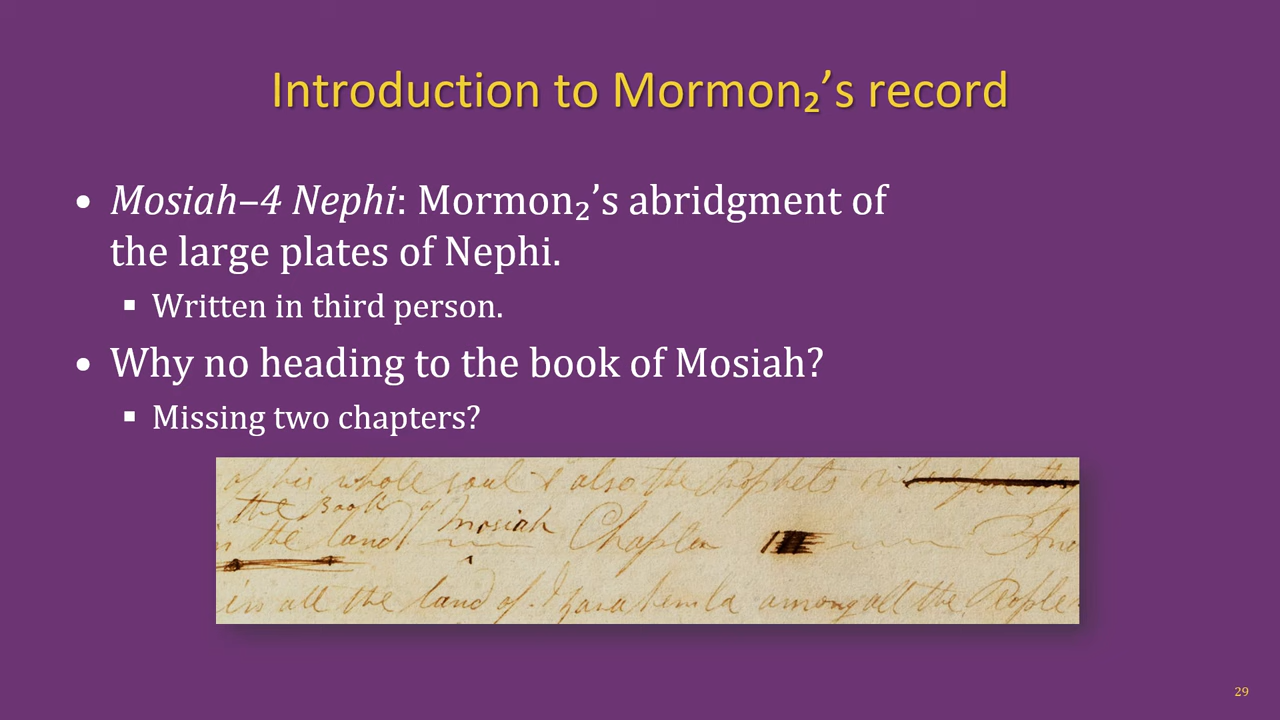 Introduction to Mormon₂’s record
• Mosiah–4 Nephi: Mormon₂’s abridgment of
the large plates of Nephi.
▪ Written in third person.
• Why no heading to the book of Mosiah?
▪ Missing two chapters?
of his whole soul & also the Prophets
the Book of Mosiah
in the land Chapter
in all the land of Zarahemla among all the People
29